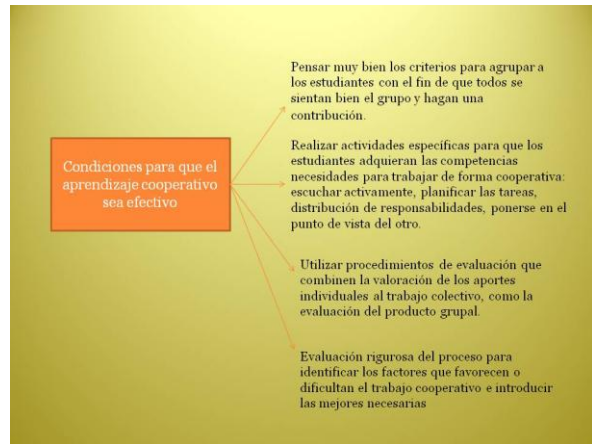 Condiciones para que el
aprendizaje cooperativo
sea efectivo
Pensar muy bien los criterios para agrupar a
los estudiantes con el fin de que todos se
sientan bien el grupo y hagan una
contribución.
Realizar actividades específicas para que los
estudiantes adquieran las competencias
necesidades para trabajar de forma cooperativa:
escuchar activamente, planificar las tareas,
distribución de responsabilidades, ponerse en el
punto de vista del otro.
Utilizar procedimientos de evaluación que
combinen la valoración de los aportes
individuales al trabajo colectivo, como la
evaluación del producto grupal.
Evaluación rigurosa del proceso para
identificar los factores que favorecen o
dificultan el trabajo cooperativo e introducir
las mejores necesarias